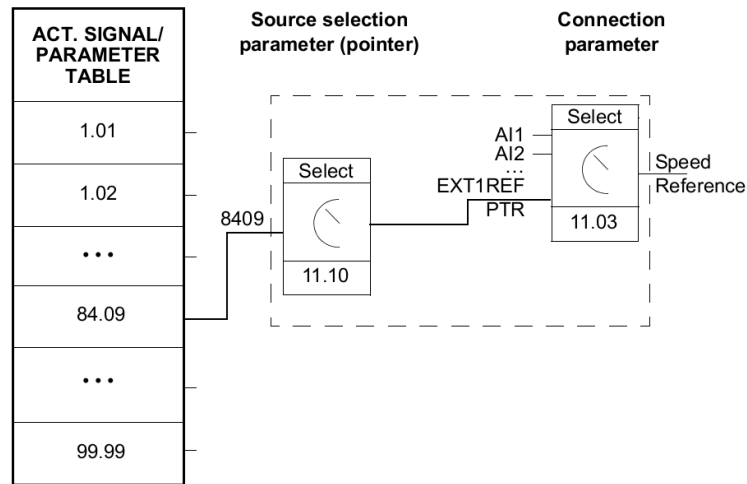 ACT. SIGNAL/
PARAMETER
TABLE
1.01
1.02
•••
84.09
•••
99.99
Source selection
parameter (pointer)
8409
Select
11.10
Connection
parameter
AI1
AI2
…
EXT1REF
PTR
Select
11.03
Speed
Reference